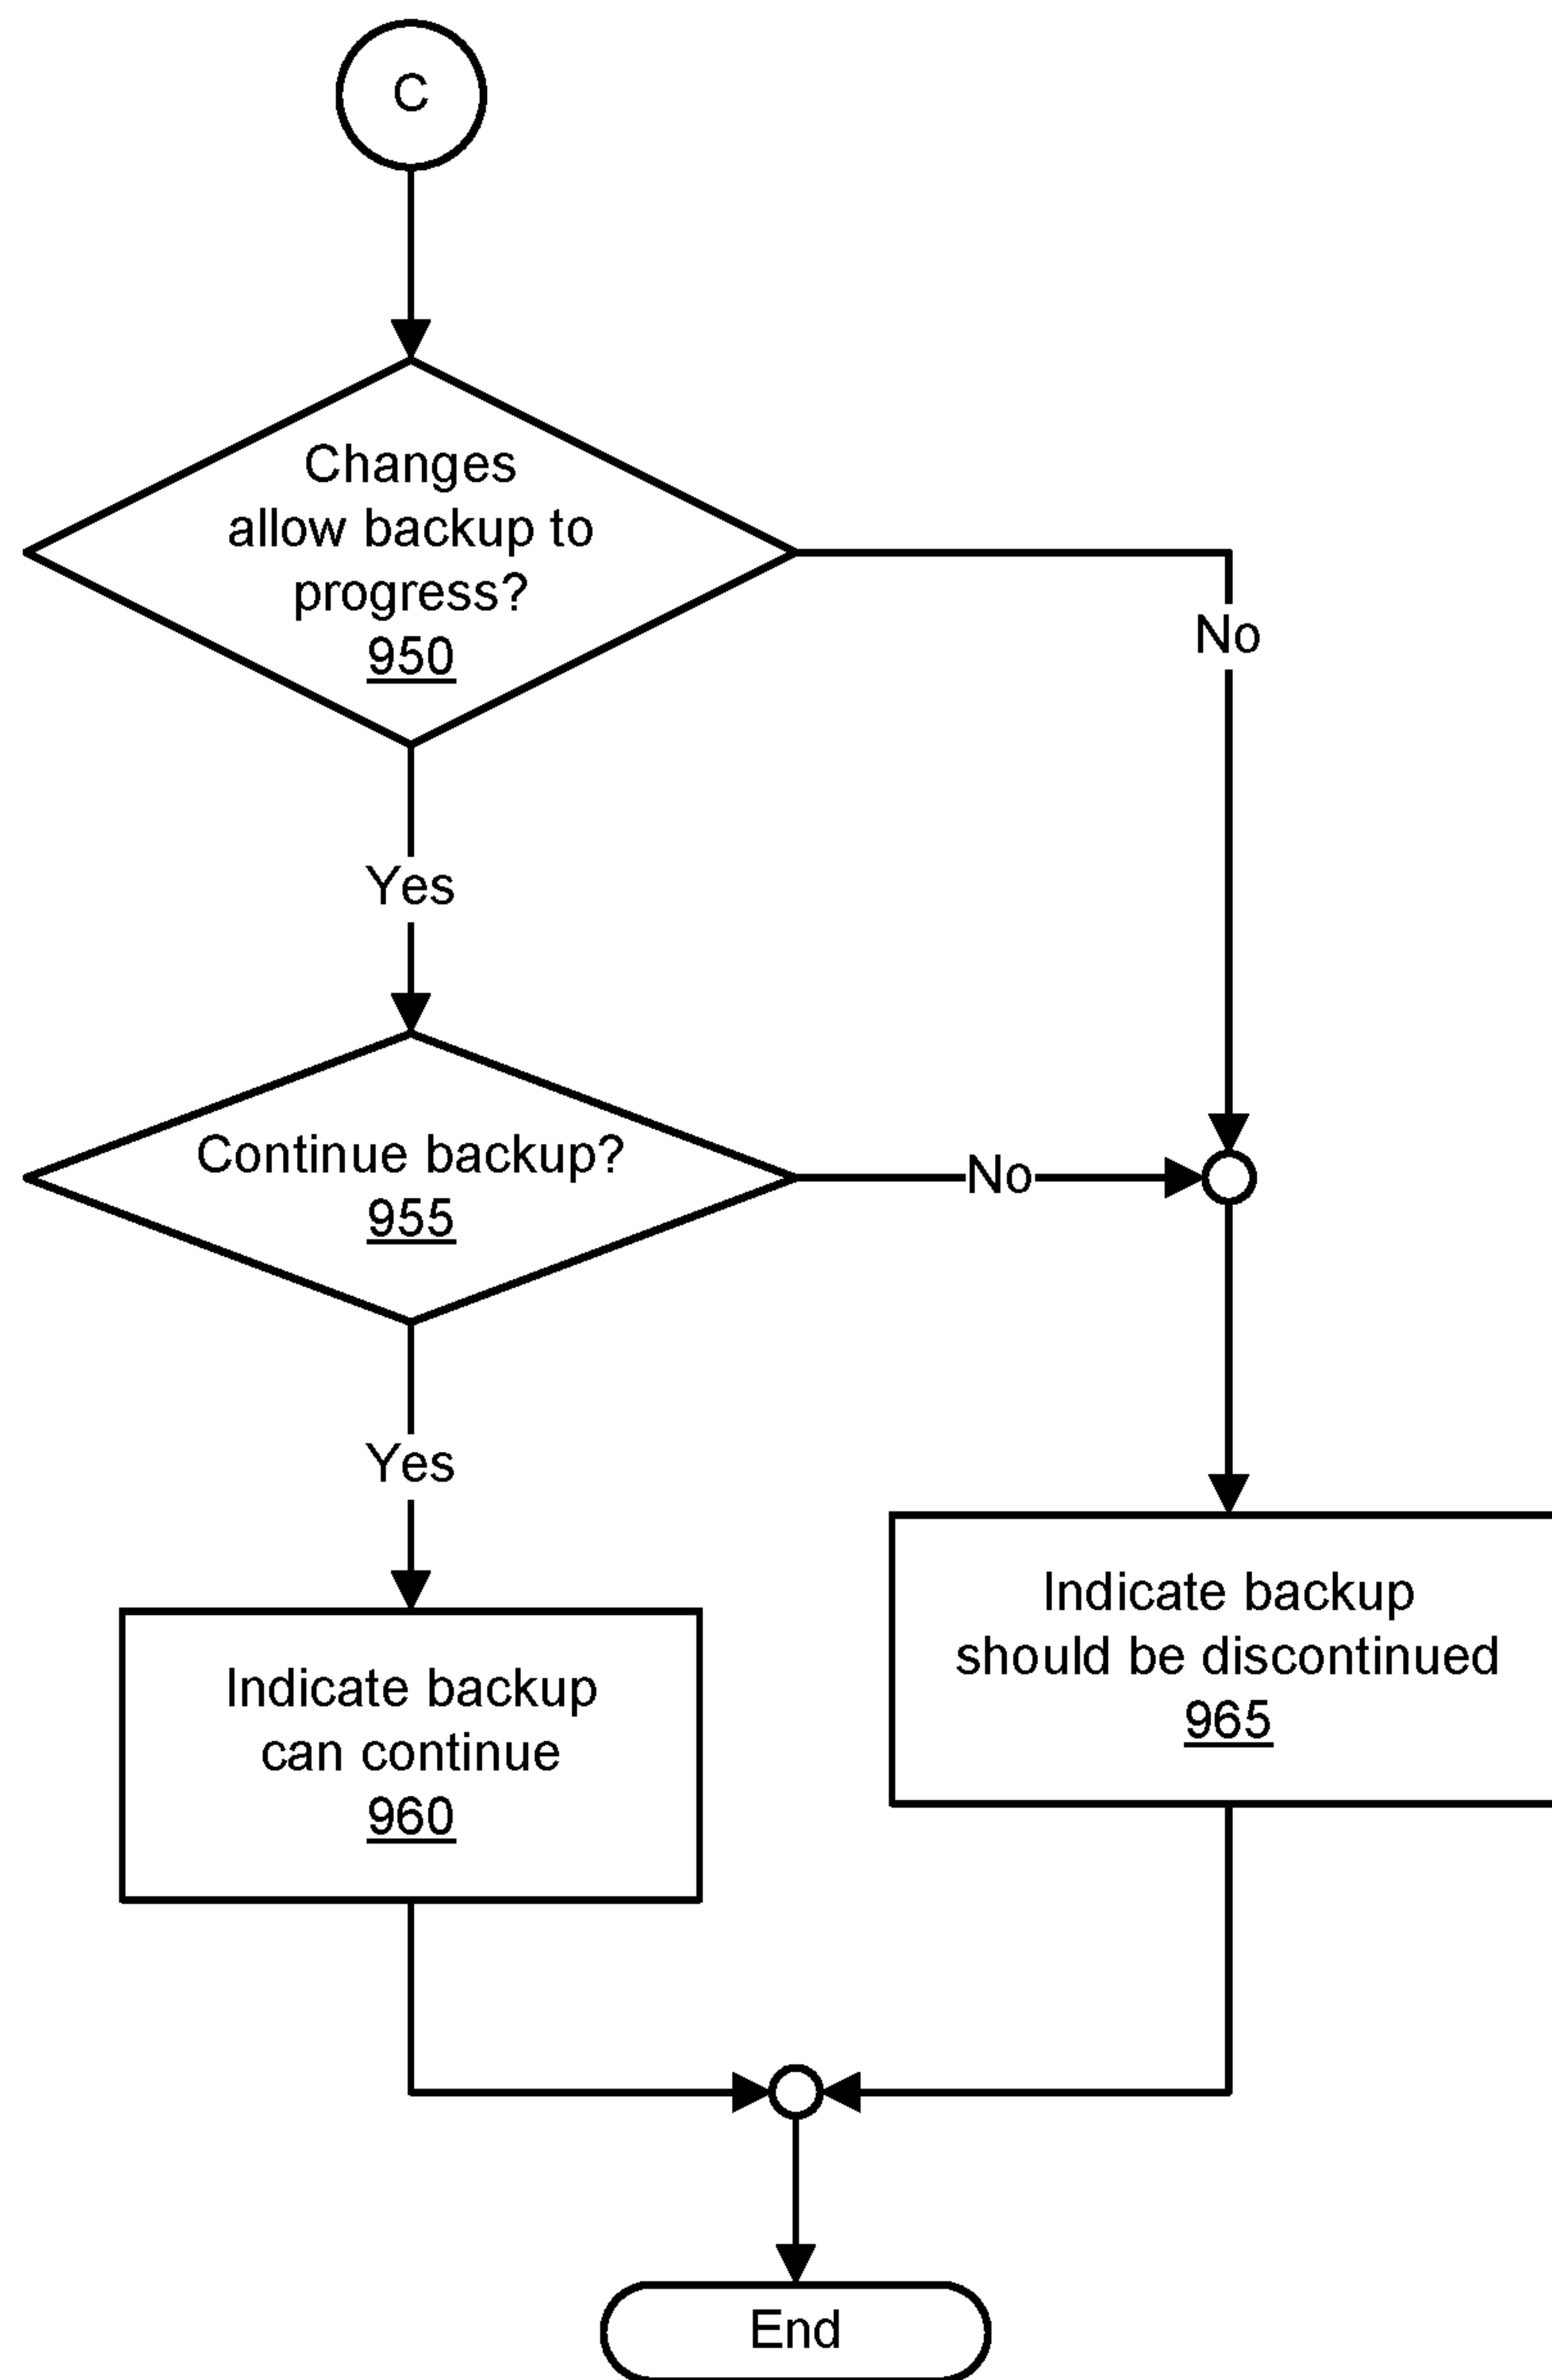 C
Changes
allow backup to
progress?
950
No
Yes
Continue backup?
955
No
Yes
Indicate backup
can continue
960
Indicate backup
should be discontinued
965
End